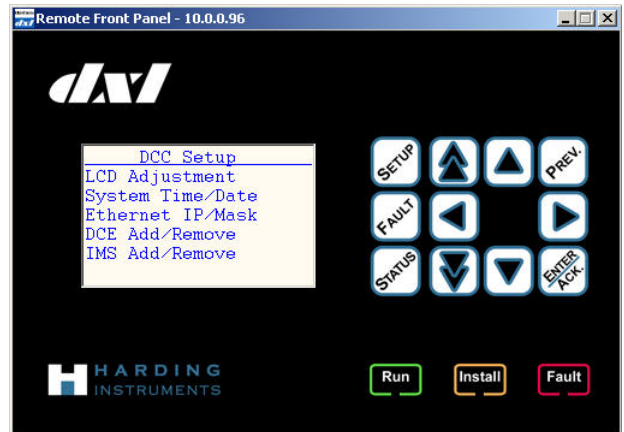 Remote Front Panel - 10.0.0.96
dxl
DCC Setup
LCD Adjustment
System Time/Date
Ethernet IP/Mask
DCE Add/Remove
IMS Add/Remove
SETUP
PREV.
FAULT
STATUS
ENTER
ACK.
HARDING
INSTRUMENTS
Run
Install
Fault